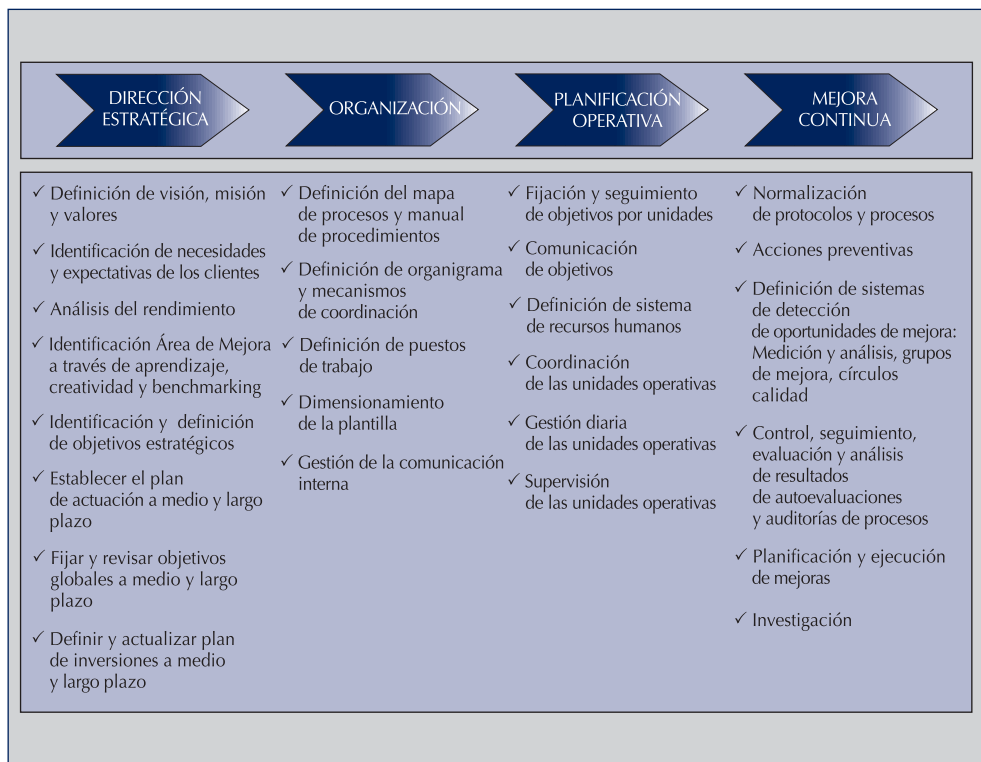 DIRECCIÓN
ESTRATÉGICA
ORGANIZACIÓN
PLANIFICACIÓN
OPERATIVA
MEJORA
CONTINUA
✓ Definición de visión, misión
y valores
✓ Identificación de necesidades
y expectativas de los clientes
✓ Análisis del rendimiento
✓ Identificación Área de Mejora
a través de aprendizaje,
creatividad y benchmarking
✓ Identificación y definición
de objetivos estratégicos
✓ Establecer el plan
de actuación a medio y largo
plazo
✓ Fijar y revisar objetivos
globales a medio y largo
plazo
✓ Definir y actualizar plan
de inversiones a medio
y largo plazo
✓ Definición del mapa
de procesos y manual
de procedimientos
✓ Definición de organigrama
y mecanismos
de coordinación
✓ Definición de puestos
de trabajo
✓ Dimensionamiento
de la plantilla
✓ Gestión de la comunicación
interna
✓ Fijación y seguimiento
de objetivos por unidades
✓ Comunicación
de objetivos
✓ Definición de sistema
de recursos humanos
✓ Coordinación
de las unidades operativas
✓ Gestión diaria
de las unidades operativas
✓ Supervisión
de las unidades operativas
✓ Normalización
de protocolos y procesos
✓ Acciones preventivas
✓ Definición de sistemas
de detección
de oportunidades de mejora:
Medición y análisis, grupos
de mejora, círculos
calidad
✓ Control, seguimiento,
evaluación y análisis
de resultados
de autoevaluaciones
y auditorías de procesos
✓ Planificación y ejecución
de mejoras
✓ Investigación